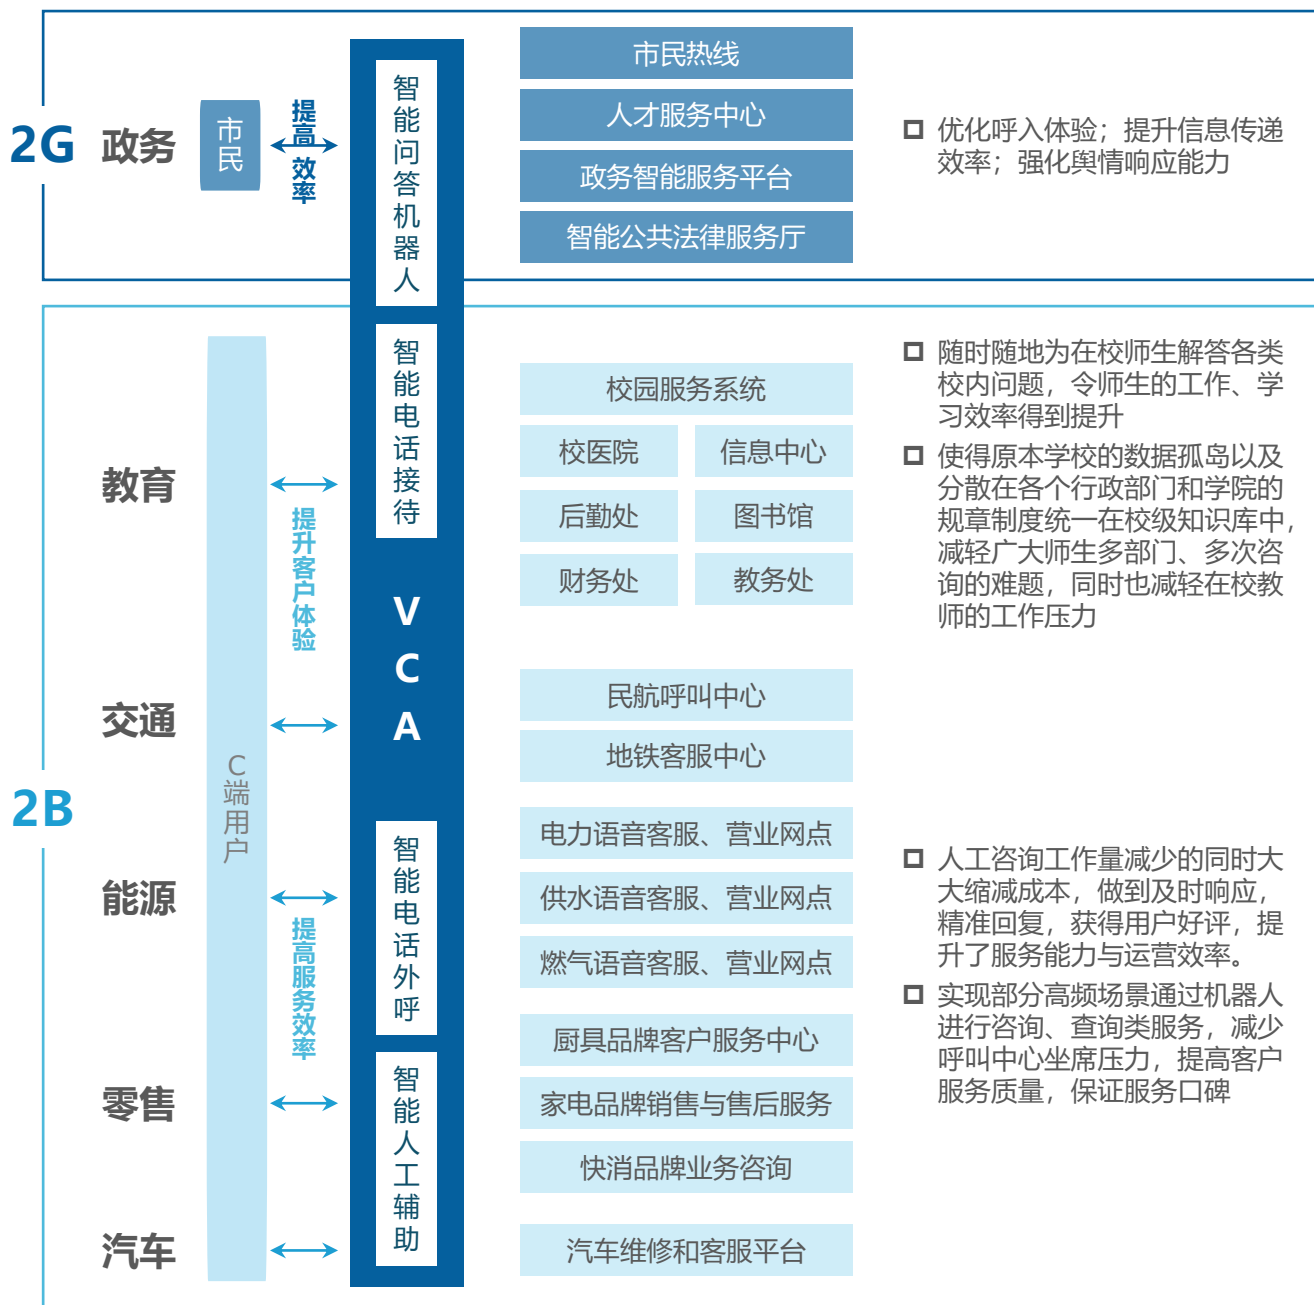 2G
政务
市民
提高效率
智能问答机器人
市民热线
人才服务中心
政务智能服务平台
智能公共法律服务厅
优化呼入体验；提升信息传递
效率；强化舆情响应能力
2B
C端用户
教育
交通
能源
零售
汽车
提升客户体验
提高服务效率
智能电话接待
VCA
智能电话外呼
智能人工辅助
校园服务系统
校医院
信息中心
后勤处
图书馆
财务处
教务处
民航呼叫中心
地铁客服中心
电力语音客服、营业网点
供水语音客服、营业网点
燃气语音客服、营业网点
厨具品牌客户服务中心
家电品牌销售与售后服务
快消品牌业务咨询
汽车维修和客服平台
随时随地为在校师生解答各类
校内问题，令师生的工作、学
习效率得到提升
使得原本学校的数据孤岛以及
分散在各个行政部门和学院的
规章制度统一在校级知识库中，
减轻广大师生多部门、多次咨
询的难题，同时也减轻在校教
师的工作压力
人工咨询工作量减少的同时大
大缩减成本，做到及时响应，
精准回复，获得用户好评，提
升了服务能力与运营效率。
实现部分高频场景通过机器人
进行咨询、查询类服务，减少
呼叫中心坐席压力，提高客户
服务质量，保证服务口碑